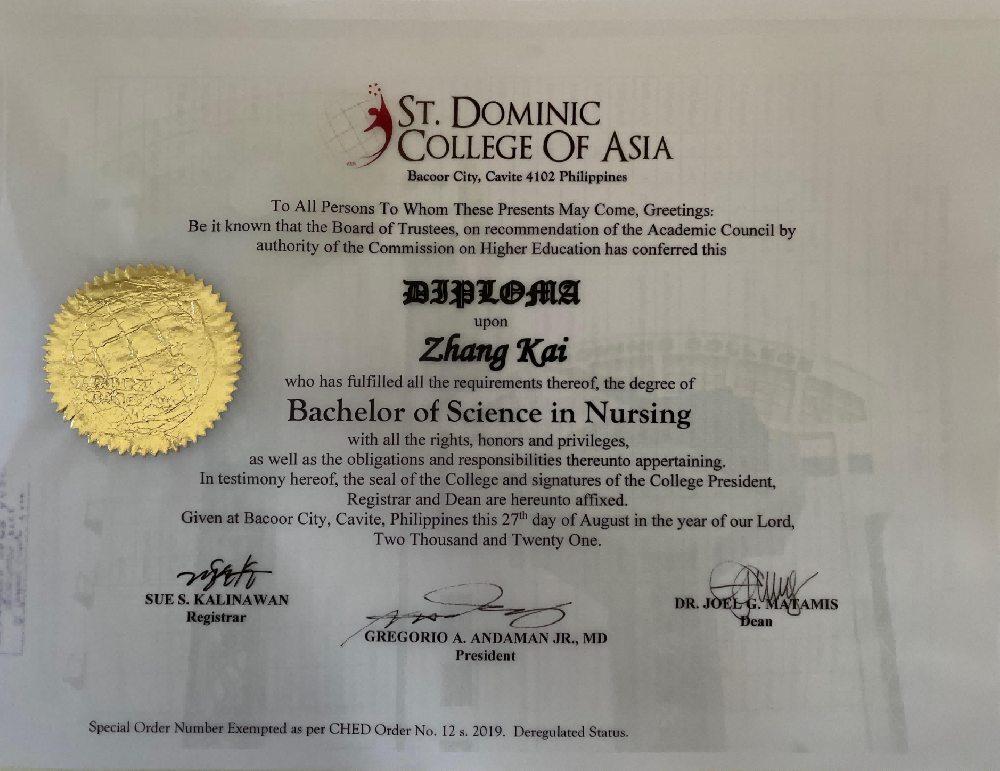 ST. DOMINIC
COLLEGE OF ASIA
Bacoor City, Cavite 4102 Philippines
To All Persons To Whom These Presents May Come, Greetings:
Be it known that the Board of Trustees, on recommendation of the Academic Council by
authority of the Commission on Higher Education has conferred this
DIPLOMA
upon
Zhang Kai
who has fulfilled all the requirements thereof, the degree of
Bachelor of Science in Nursing
with all the rights, honors and privileges,
as well as the obligations and responsibilities thereunto appertaining.
In testimony hereof, the seal of the College and signatures of the College President,
Registrar and Dean are hereunto affixed.
Given at Bacoor City, Cavite, Philippines this 27th day of August in the year of our Lord,
Two Thousand and Twenty One.
SUE S. KALINAWAN
Registrar
GREGORIO A. ANDAMAN JR., MD
President
DR. JOEL G. MATAMIS
Dean
Special Order Number Exempted as per CHED Order No. 12 s. 2019. Deregulated Status.